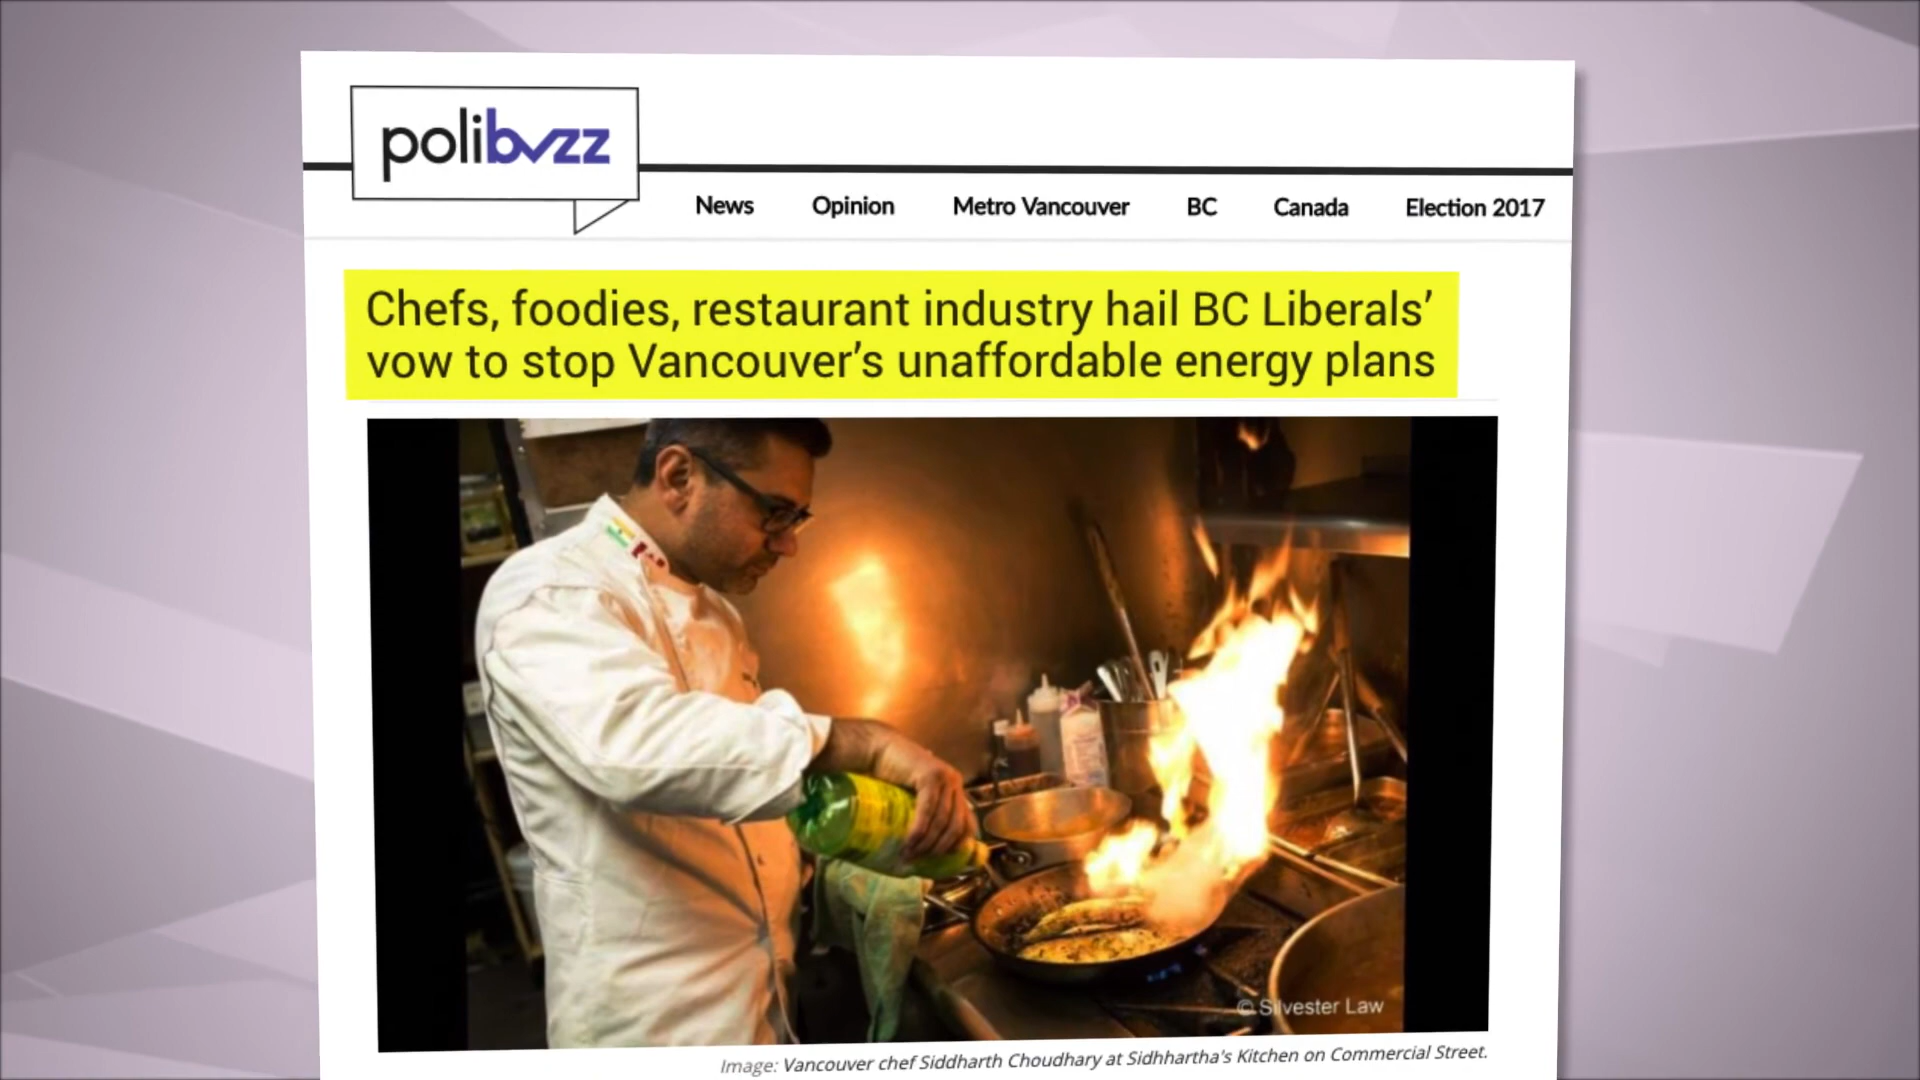 polibuzz
News Opinion Metro Vancouver BC Canada Election 2017
Chefs, foodies, restaurant industry hail BC Liberals’
vow to stop Vancouver’s unaffordable energy plans
© Silvester Law
Image: Vancouver chef Siddharth Choudhary at Sidhhartha's Kitchen on Commercial Street.